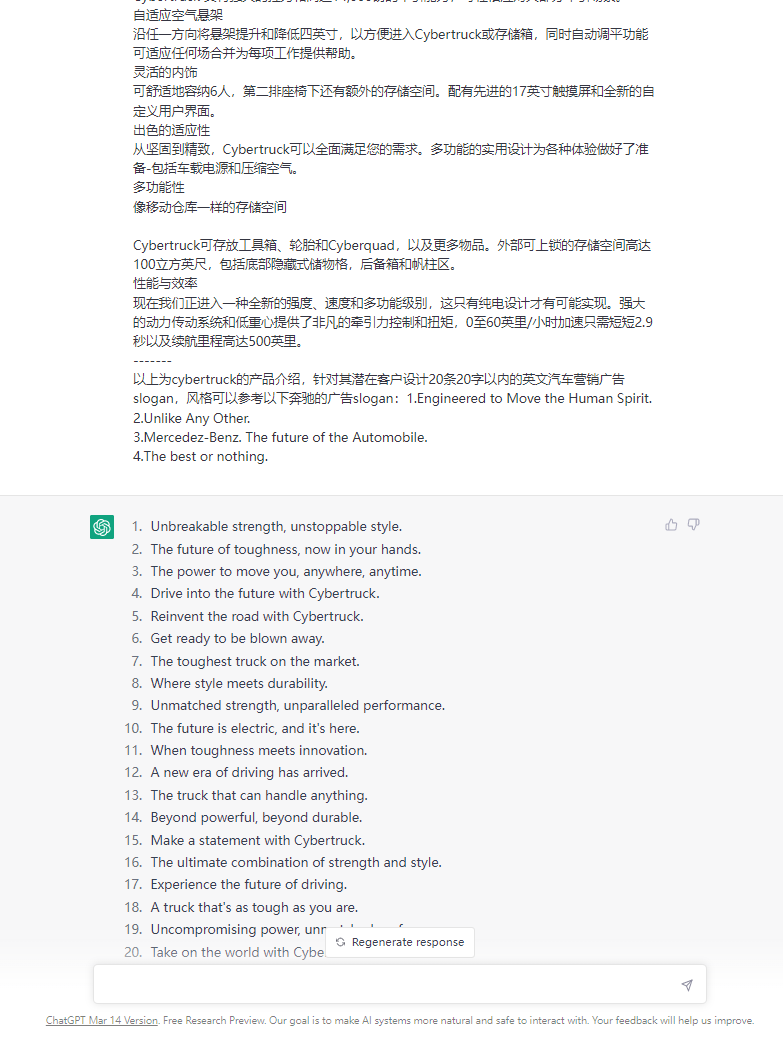 自适应空气悬架
沿任一方向将悬架提升和降低四英寸，以方便进入Cybertruck或存储箱，同时自动调平功能
可适应任何场合并为每项工作提供帮助。
灵活的内饰
可舒适地容纳6人，第二排座椅下还有额外的存储空间。配有先进的17英寸触摸屏和全新的自
定义用户界面。
出色的适应性
从坚固到精致，Cybertruck可以全面满足您的需求。多功能的实用设计为各种体验做好了准
备-包括车载电源和压缩空气。
多功能性
像移动仓库一样的存储空间
Cybertruck可存放工具箱、轮胎和Cyberquad，以及更多物品。外部可上锁的存储空间高达
100立方英尺，包括底部隐藏式储物格，后备箱和帆柱区。
性能与效率
现在我们正进入一种全新的强度、速度和多功能级别，这只有纯电设计才有可能实现。强大
的动力传动系统和低重心提供了非凡的牵引力控制和扭矩，0至60英里/小时加速只需短短2.9
秒以及续航里程高达500英里。
-------
以上为cybertruck的产品介绍，针对其潜在客户设计20条20字以内的英文汽车营销广告
slogan，风格可以参考以下奔驰的广告slogan：1.Engineered to Move the Human Spirit.
2.Unlike Any Other.
3.Mercedez-Benz. The future of the Automobile.
4.The best or nothing.
1. Unbreakable strength, unstoppable style.
2. The future of toughness, now in your hands.
3. The power to move you, anywhere, anytime.
4. Drive into the future with Cybertruck.
5. Reinvent the road with Cybertruck.
6. Get ready to be blown away.
7. The toughest truck on the market.
8. Where style meets durability.
9. Unmatched strength, unparalleled performance.
10. The future is electric, and it's here.
11. When toughness meets innovation.
12. A new era of driving has arrived.
13. The truck that can handle anything.
14. Beyond powerful, beyond durable.
15. Make a statement with Cybertruck.
16. The ultimate combination of strength and style.
17. Experience the future of driving.
18. A truck that's as tough as you are.
19. Uncompromising power,
20. Take on the world with
Regenerate response
ChatGPT Mar 14 Version. Free Research Preview. Our goal is to make AI systems more natural and safe to interact with. Your feedback will help us improve.